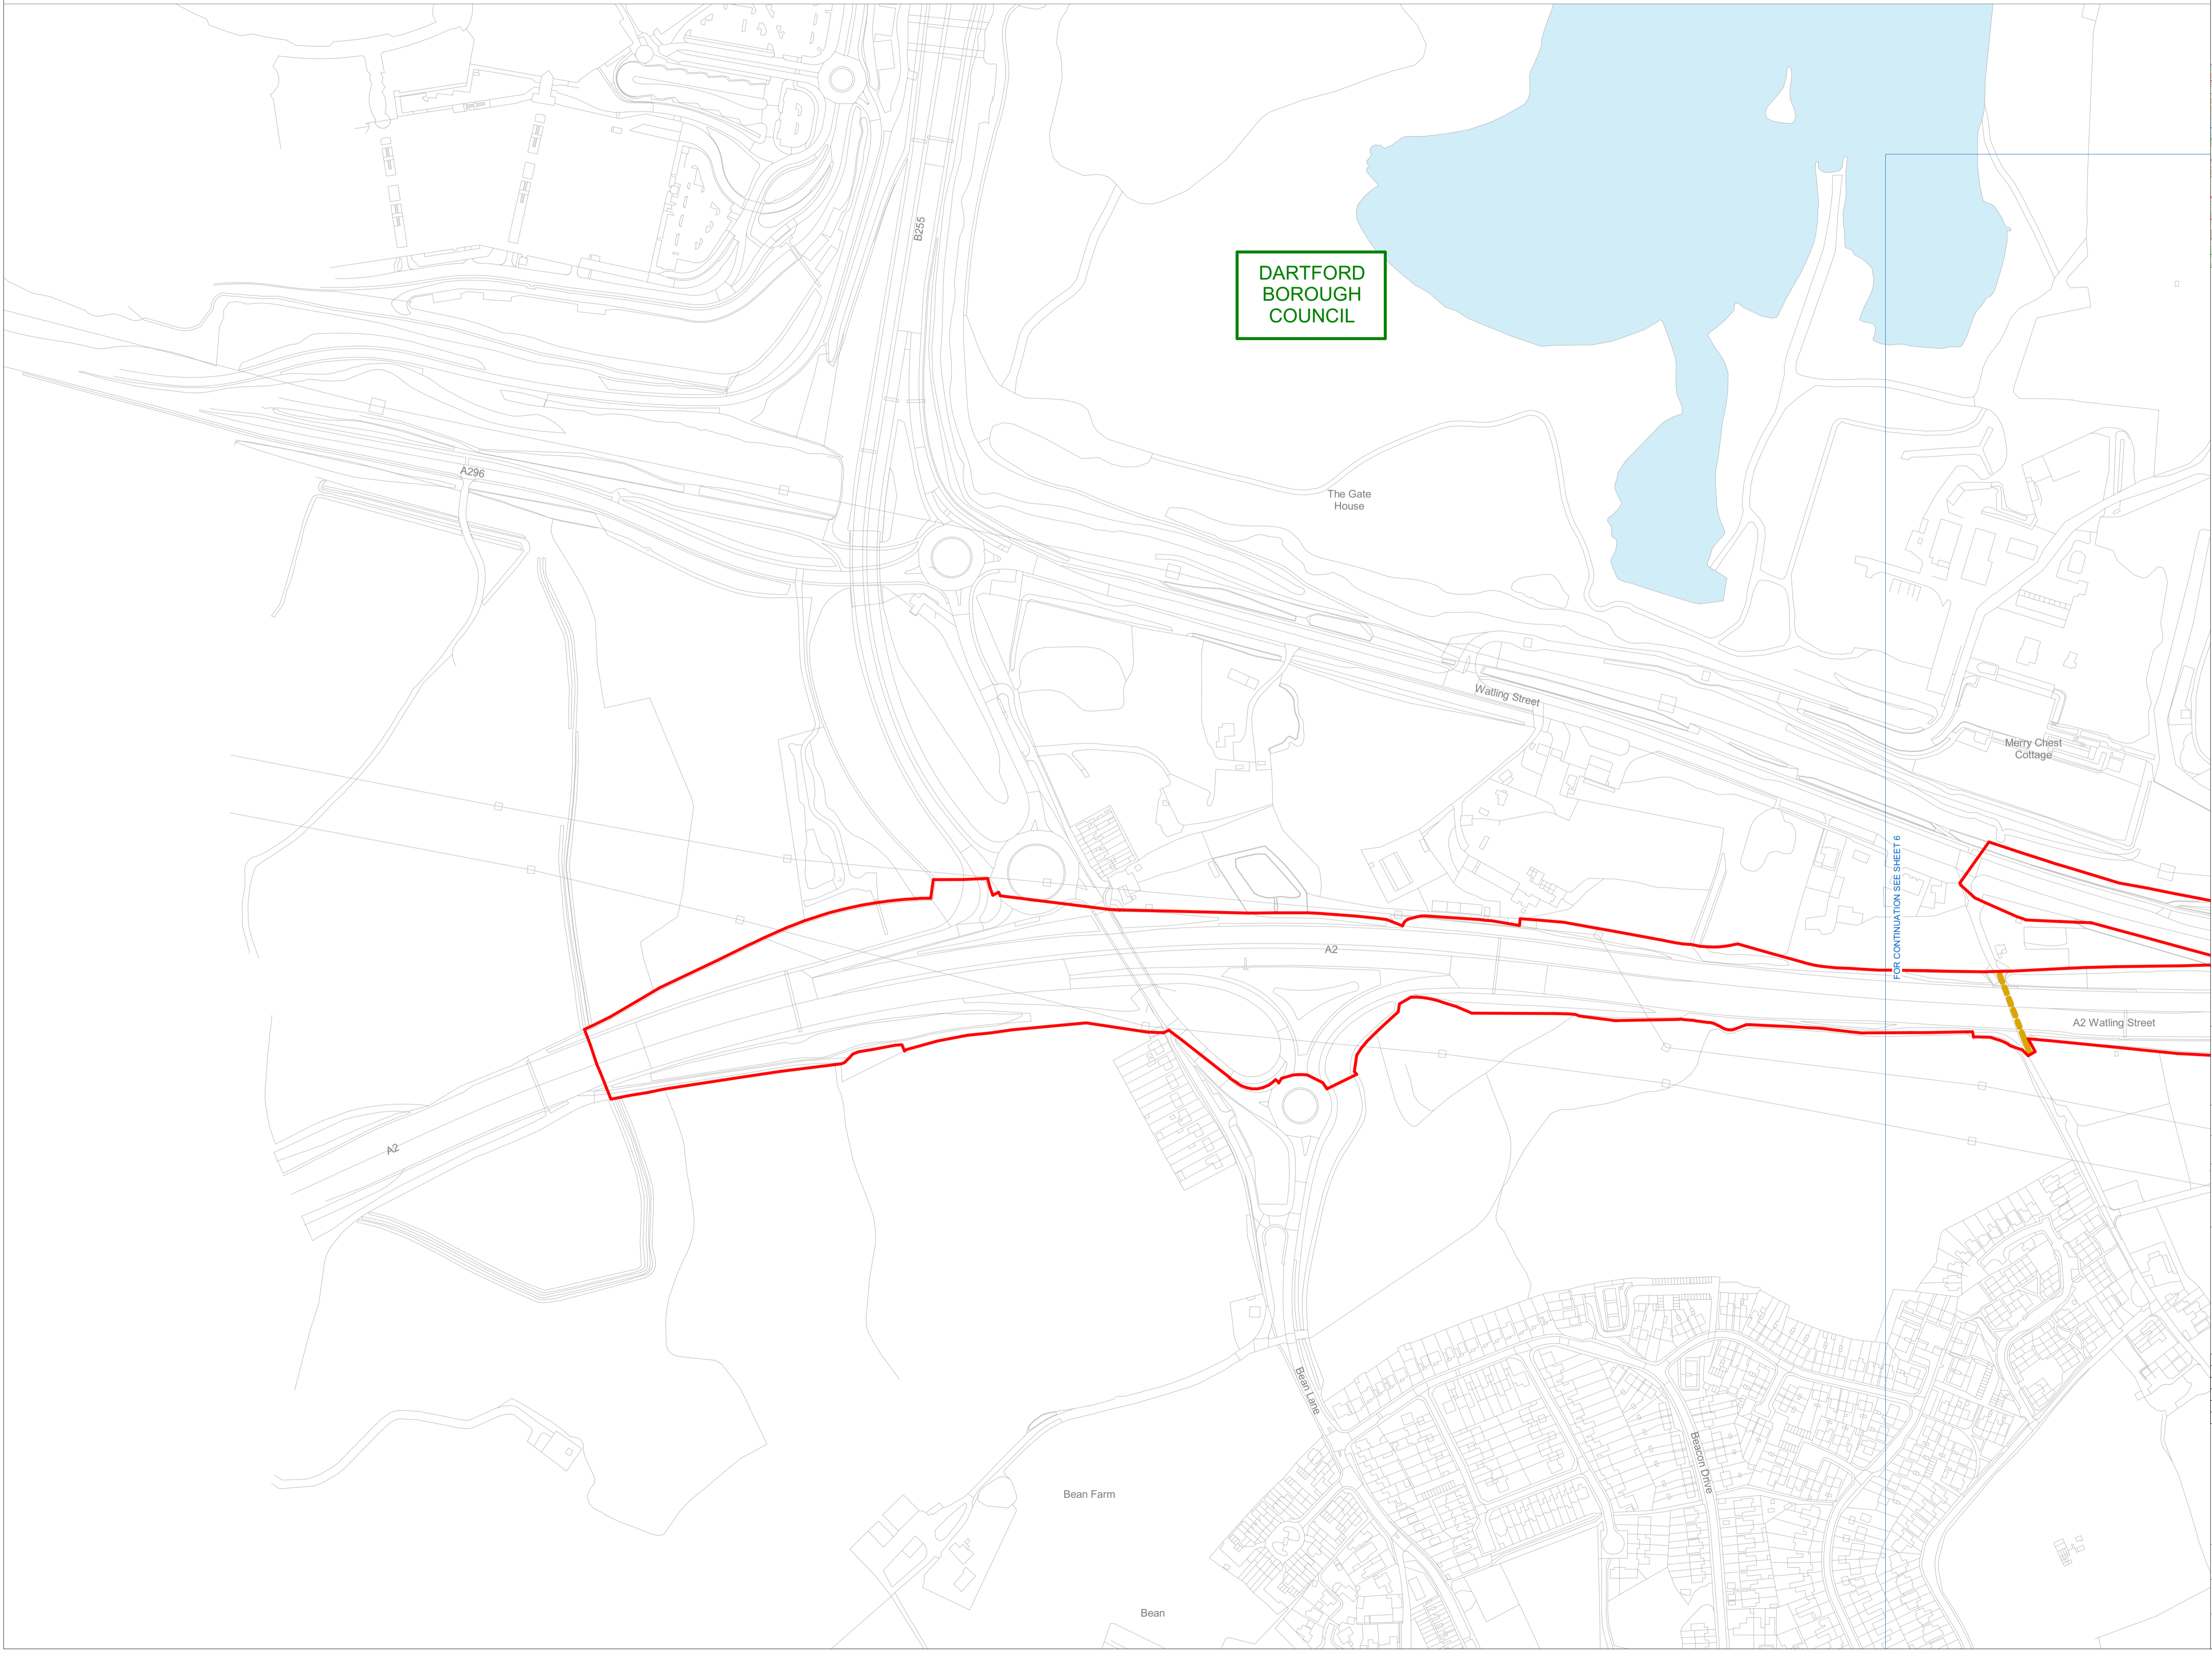 B255
DARTFORD
BOROUGH
COUNCIL
A296
The Gate
House
Watling Street
Merry Chest
Cottage
FOR CONTINUATION SEE SHEET 6
A2
A2 Watling Street
A2
Bean Lane
Beacon Drive
Bean Farm
Bean